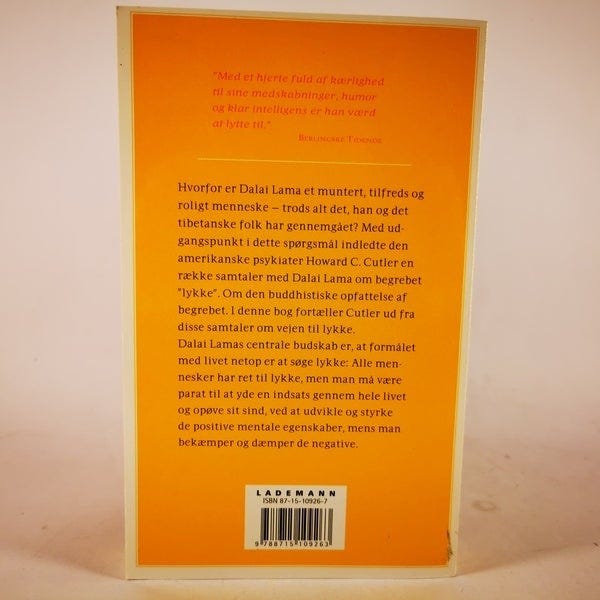 "Med et hjerte fuld af kærlighed
til sine medskabninger, humor
og klar intelligens er han værd
at lytte til."
BERLINGSKE TIDENDE
Hvorfor er Dalai Lama et muntert, tilfreds og
roligt menneske – trods alt det, han og det
tibetanske folk har gennemgået? Med ud-
gangspunkt i dette spørgsmål indledte den
amerikanske psykiater Howard C. Cutler en
række samtaler med Dalai Lama om begrebet
"lykke". Om den buddhistiske opfattelse af
begrebet. I denne bog fortæller Cutler ud fra
disse samtaler om vejen til lykke.
Dalai Lamas centrale budskab er, at formålet
med livet netop er at søge lykke: Alle men-
nesker har ret til lykke, men man må være
parat til at yde en indsats gennem hele livet
og opøve sit sind, ved at udvikle og styrke
de positive mentale egenskaber, mens man
bekæmper og dæmper de negative.
LADEMANN
ISBN 87-15-10926-7
9 788715 109263